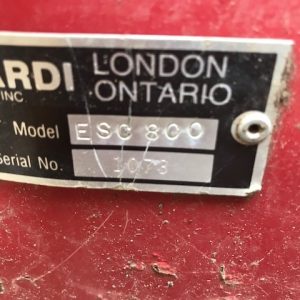 ARDI LONDON
INC ONTARIO
Model ESC 800
Serial No. 1073